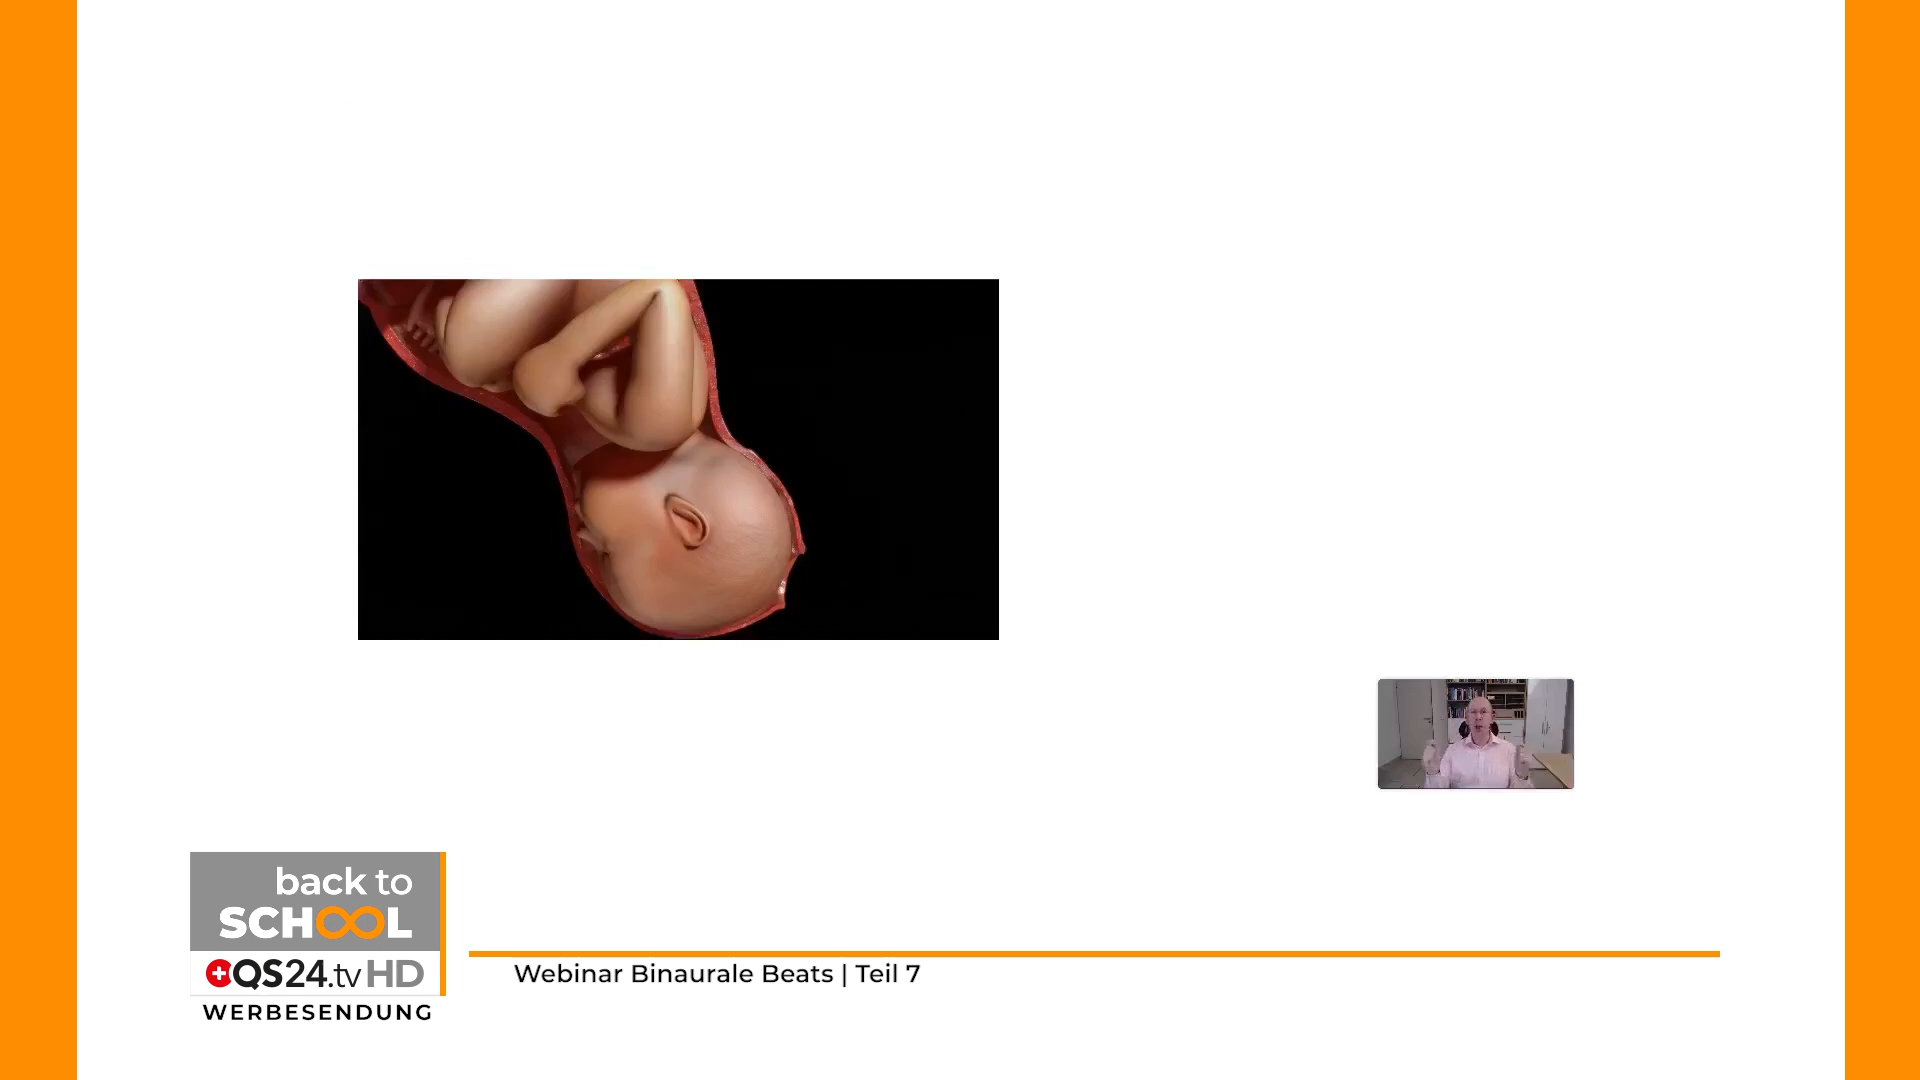 back to
SCHOOL
QS24.tv HD
WERBESENDUNG
Webinar Binaurale Beats | Teil 7